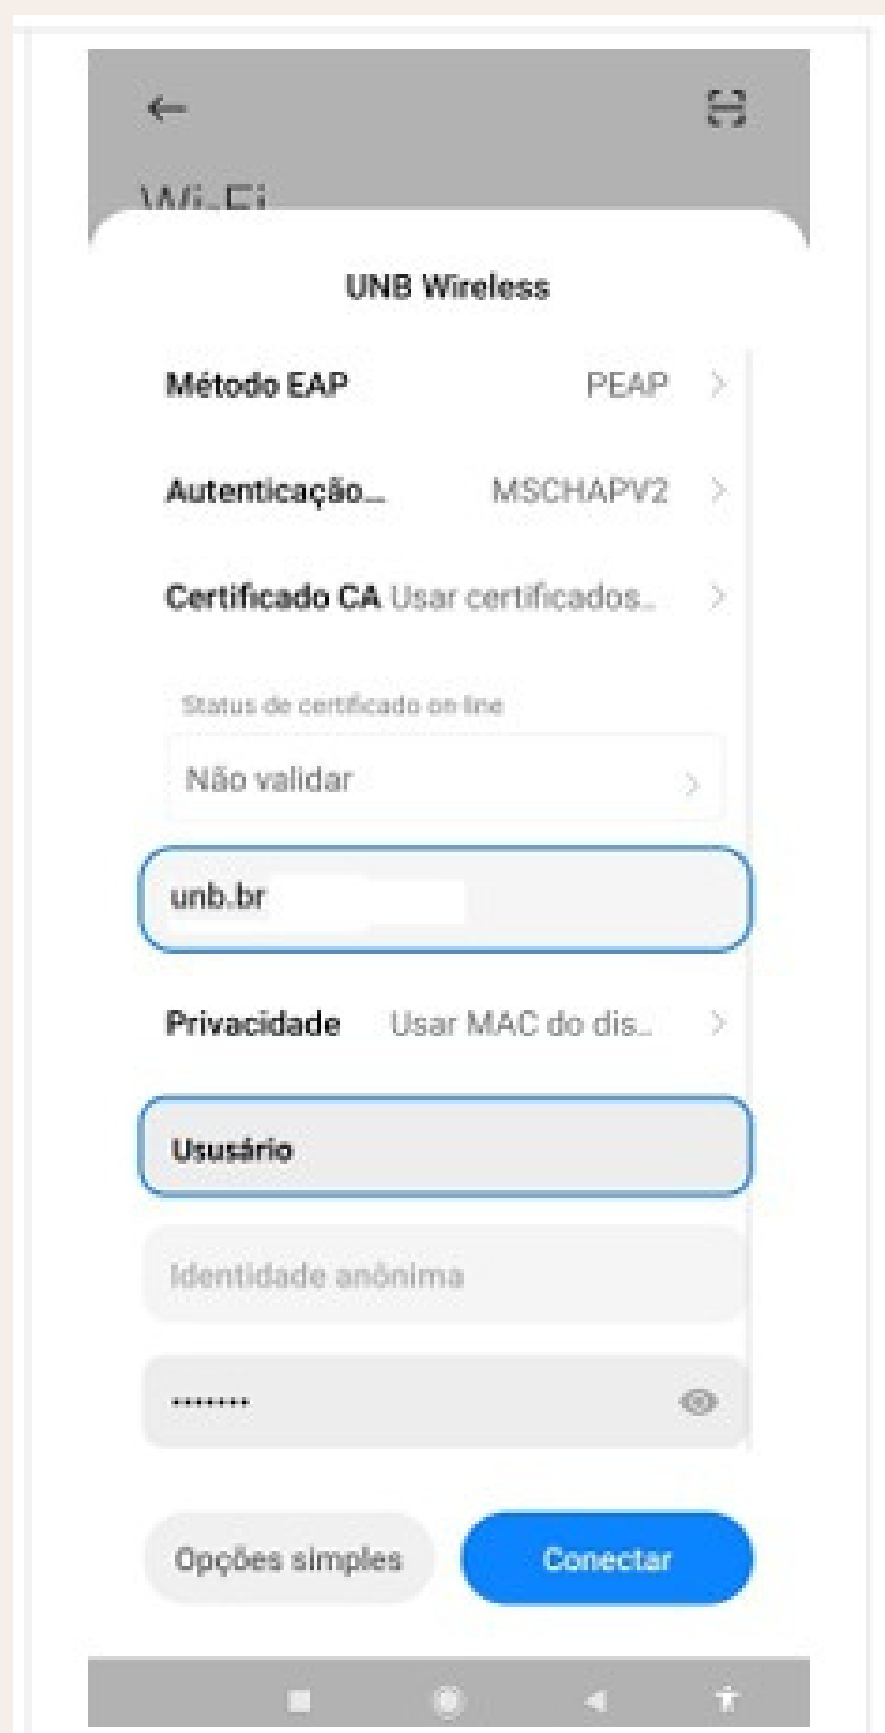 Wi-Fi
UNB Wireless
Método EAP PEAP
Autenticação... MSCHAPV2
Certificado CA Usar certificados...
Status de certificado on-line
Não validar
unb.br
Privacidade Usar MAC do dis...
Ususário
Identidade anônima
•••••••
Opções simples Conectar